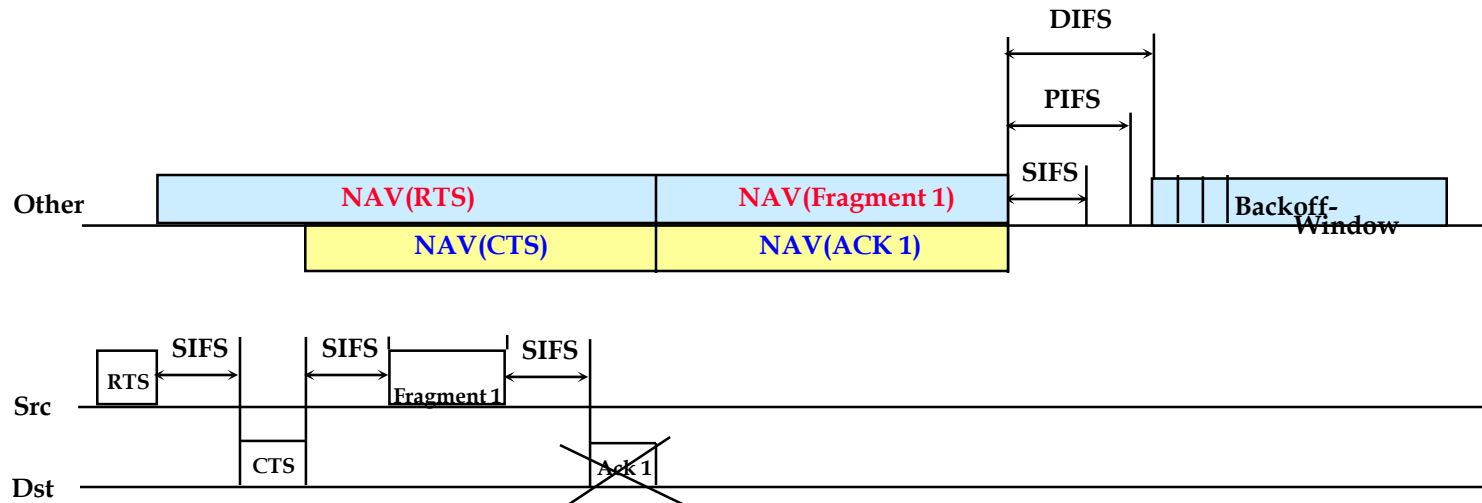 DIFS
PIFS
SIFS
Other
NAV(RTS)
NAV(Fragment 1)
Backoff-
Window
NAV(CTS)
NAV(ACK 1)
SIFS
SIFS
SIFS
RTS
Fragment 1
Src
CTS
Ack 1
Dst